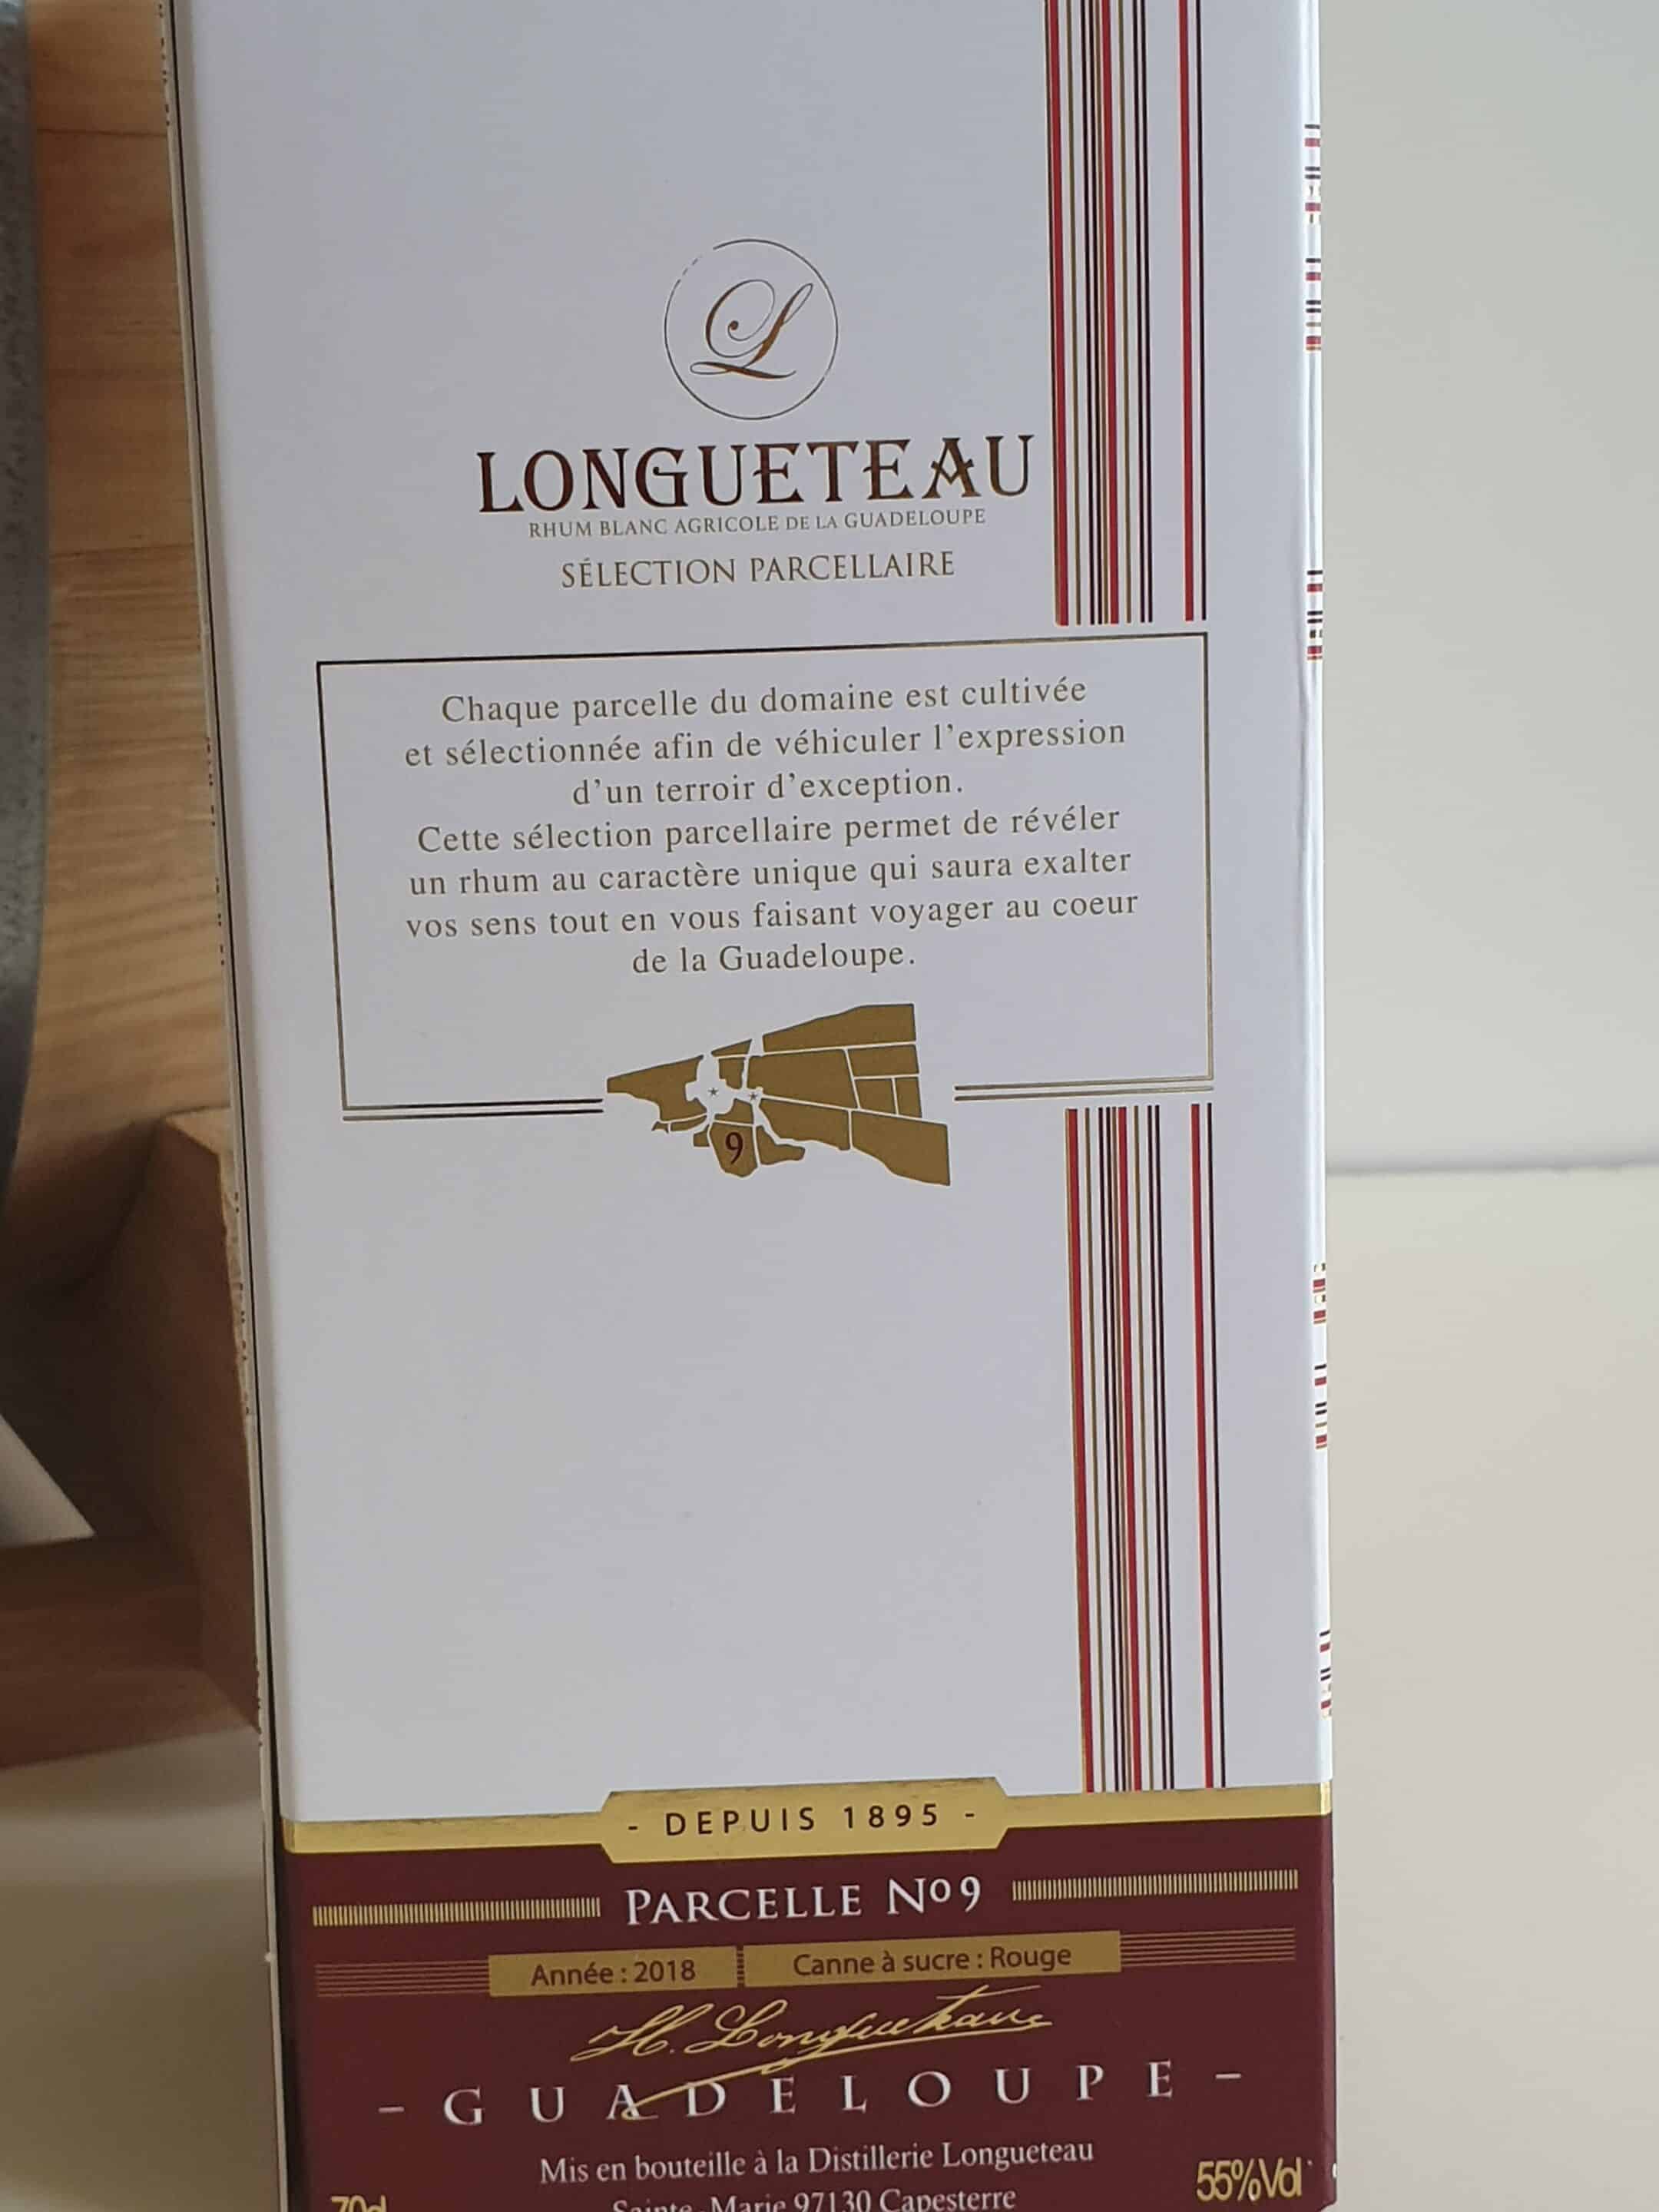 L
LONGUETEAU
RHUM BLANC AGRICOLE DE LA GUADELOUPE
SÉLECTION PARCELLAIRE
Chaque parcelle du domaine est cultivée
et sélectionnée afin de véhiculer l'expression
d'un terroir d'exception.
Cette sélection parcellaire permet de révéler
un rhum au caractère unique qui saura exalter
vos sens tout en vous faisant voyager au coeur
de la Guadeloupe.
9
- DEPUIS 1895 -
PARCELLE Nº9
Année : 2018
Canne à sucre : Rouge
H. Longueteau
- GUADELOUPE -
Mis en bouteille à la Distillerie Longueteau
55%Vol
70cl
Sainte-Marie 97130 Capesterre